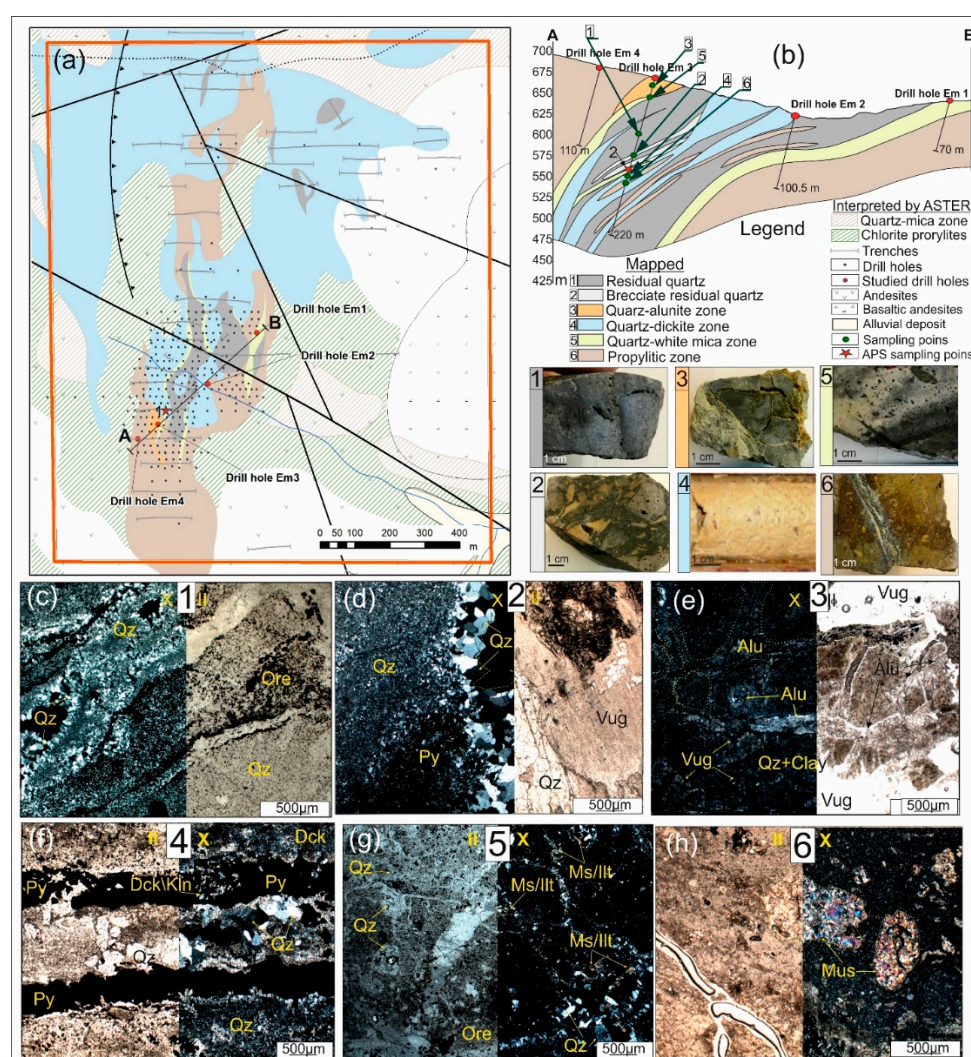 (a)
1
A
B
Drill hole Em1
Drill hole Em2
Drill hole Em3
Drill hole Em4
0 50 100 200 300 400
m
A
B
(b)
1
3
5
2
4
6
Drill hole Em 4
Drill hole Em 3
Drill hole Em 2
Drill hole Em 1
700
675
650
600
575
550
525
500
475
450
425 m
2
110 m
220 m
100.5 m
70 m
Legend
Mapped
1 Residual quartz
2 Brecciate residual quartz
3 Quarz-alunite zone
4 Quartz-dickite zone
5 Quartz-white mica zone
6 Propylitic zone
Interpreted by ASTER
Quartz-mica zone
Chlorite prorylites
Trenches
Drill holes
Studied drill holes
Andesites
Basaltic andesites
Alluvial deposit
Sampling poins
APS sampling poins
1
1 cm
3
1 cm
5
1 cm
2
1 cm
4
1 cm
6
1 cm
(c)
X
1
II
Qz
Qz
Ore
Qz
500µm
(d)
X
2
II
Qz
Qz
Py
Vug
Qz
500µm
(e)
X
3
Vug
Alu
Alu
Alu
Vug
Qz+Clay
Vug
500µm
(f)
II
4
X
Dck
Py
Dck\Kln
Py
Qz
Qz
Py
Qz
500µm
(g)
II
5
X
Qz
Qz
Ms/Ilt
Ms/Ilt
Ms/Ilt
Ore
Qz
500µm
(h)
II
6
X
Mus
500µm